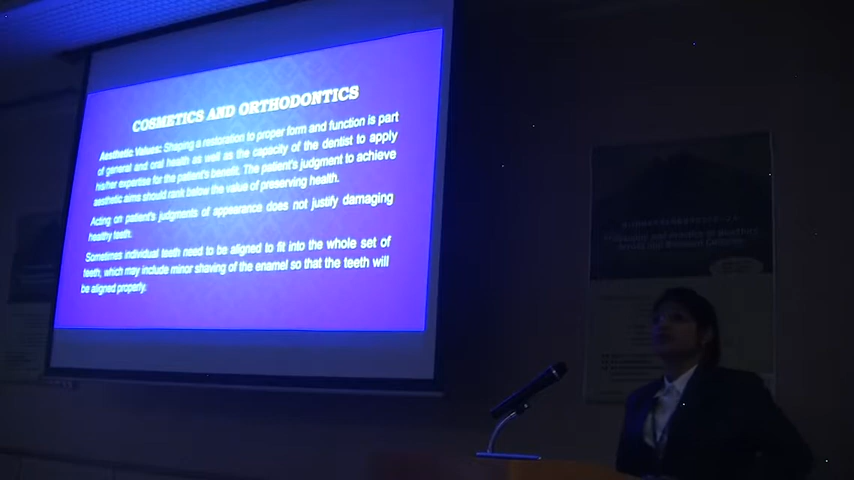 COSMETICS AND ORTHODONTICS
Aesthetic Values: Shaping a restoration to proper form and function is part
of general and oral health as well as the capacity of the dentist to apply
his/her expertise for the patient's benefit. The patient's judgment to achieve
aesthetic aims should rank below the value of preserving health.
Acting on patient's judgments of appearance does not justify damaging
healthy teeth.
Sometimes individual teeth need to be aligned to fit into the whole set of
teeth, which may include minor shaving of the enamel so that the teeth will
be aligned properly.